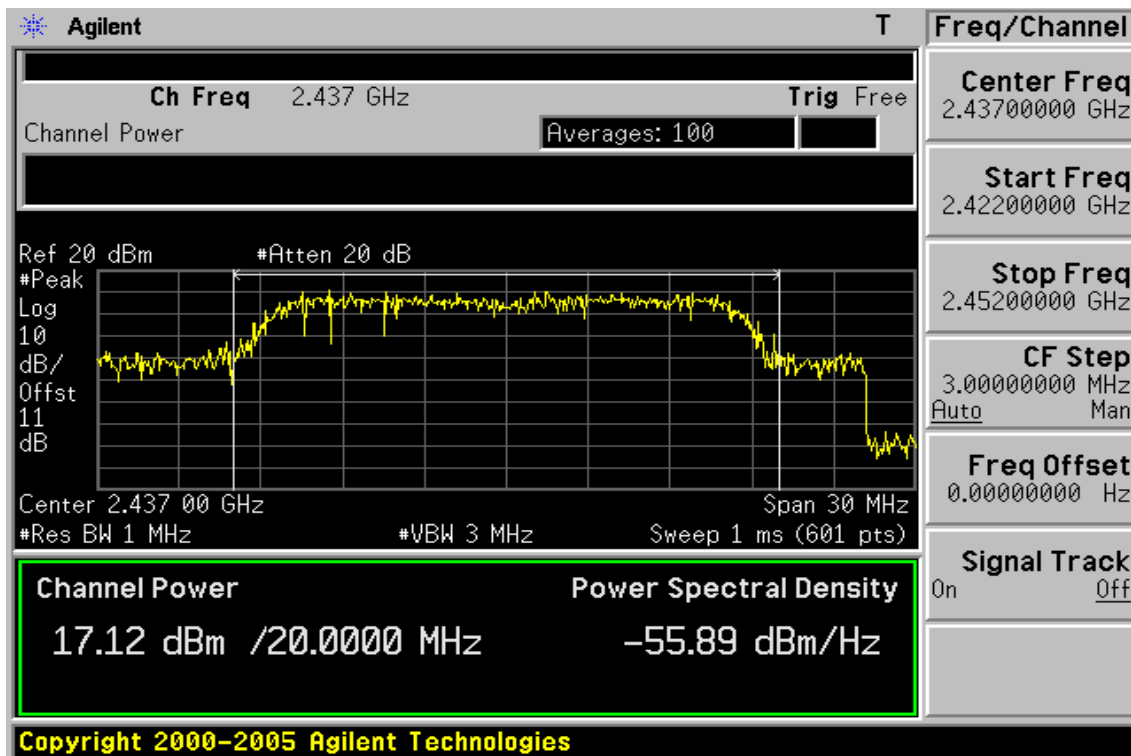 Agilent T
Ch Freq 2.437 GHz Trig Free
Channel Power Averages: 100
Ref 20 dBm #Atten 20 dB
#Peak
Log
10
dB/
Offst
11
dB
Center 2.437 00 GHz Span 30 MHz
#Res BW 1 MHz #VBW 3 MHz Sweep 1 ms (601 pts)
Channel Power Power Spectral Density
17.12 dBm /20.0000 MHz -55.89 dBm/Hz
Copyright 2000-2005 Agilent Technologies
Freq/Channel
Center Freq
2.43700000 GHz
Start Freq
2.42200000 GHz
Stop Freq
2.45200000 GHz
CF Step
3.00000000 MHz
Auto Man
Freq Offset
0.00000000 Hz
Signal Track
On Off